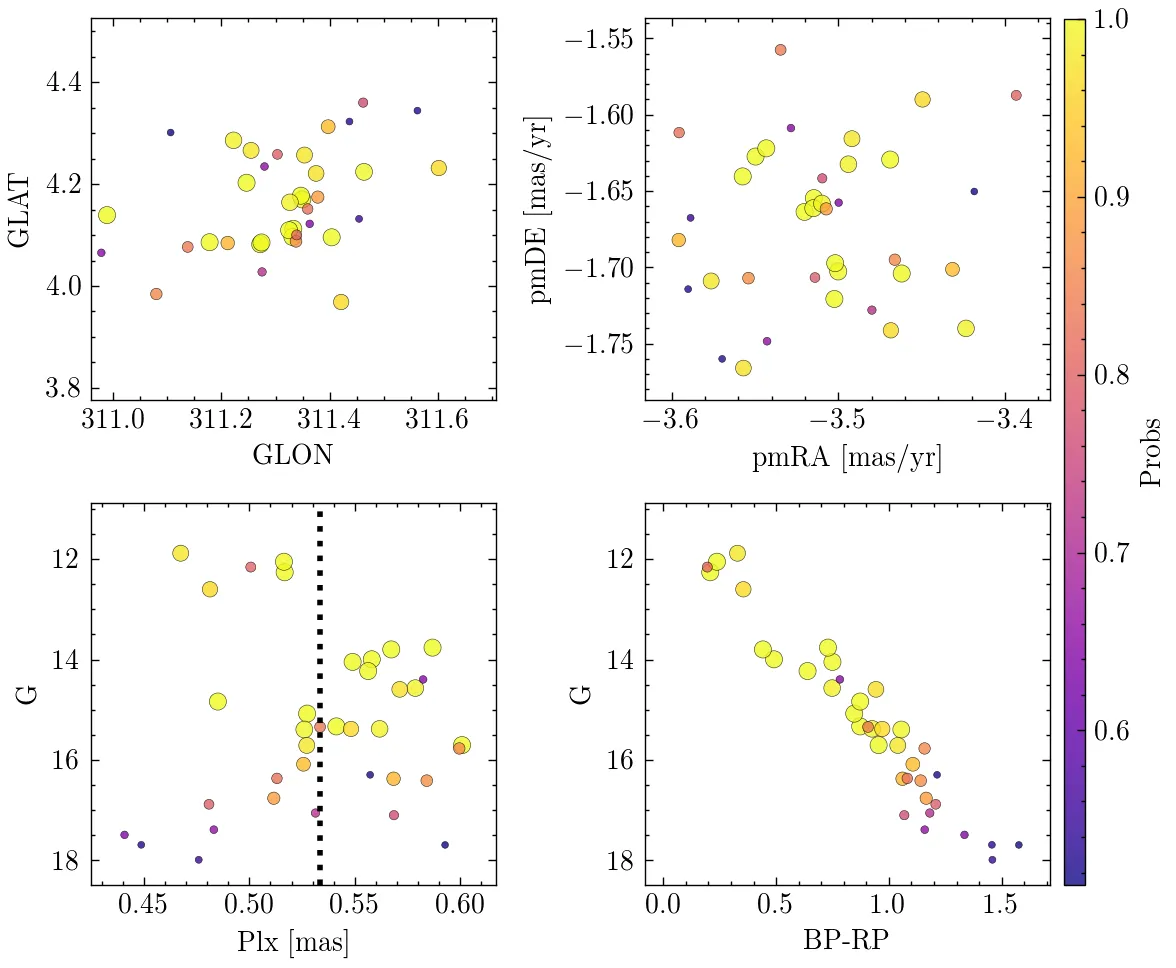 4.4
4.2
4.0
3.8
GLAT
311.0 311.2 311.4 311.6
GLON
−1.55
−1.60
−1.65
−1.70
−1.75
pmDE [mas/yr]
−3.6 −3.5 −3.4
pmRA [mas/yr]
12
14
16
18
G
0.45 0.50 0.55 0.60
Plx [mas]
12
14
16
18
G
0.0 0.5 1.0 1.5
BP-RP
1.0
0.9
0.8
0.7
0.6
Probs